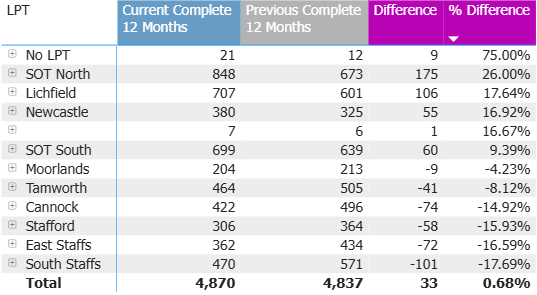 LPT Current Complete 12 Months Previous Complete 12 Months Difference % Difference
No LPT 21 12 9 75.00%
SOT North 848 673 175 26.00%
Lichfield 707 601 106 17.64%
Newcastle 380 325 55 16.92%
7 6 1 16.67%
SOT South 699 639 60 9.39%
Moorlands 204 213 -9 -4.23%
Tamworth 464 505 -41 -8.12%
Cannock 422 496 -74 -14.92%
Stafford 306 364 -58 -15.93%
East Staffs 362 434 -72 -16.59%
South Staffs 470 571 -101 -17.69%
Total 4,870 4,837 33 0.68%